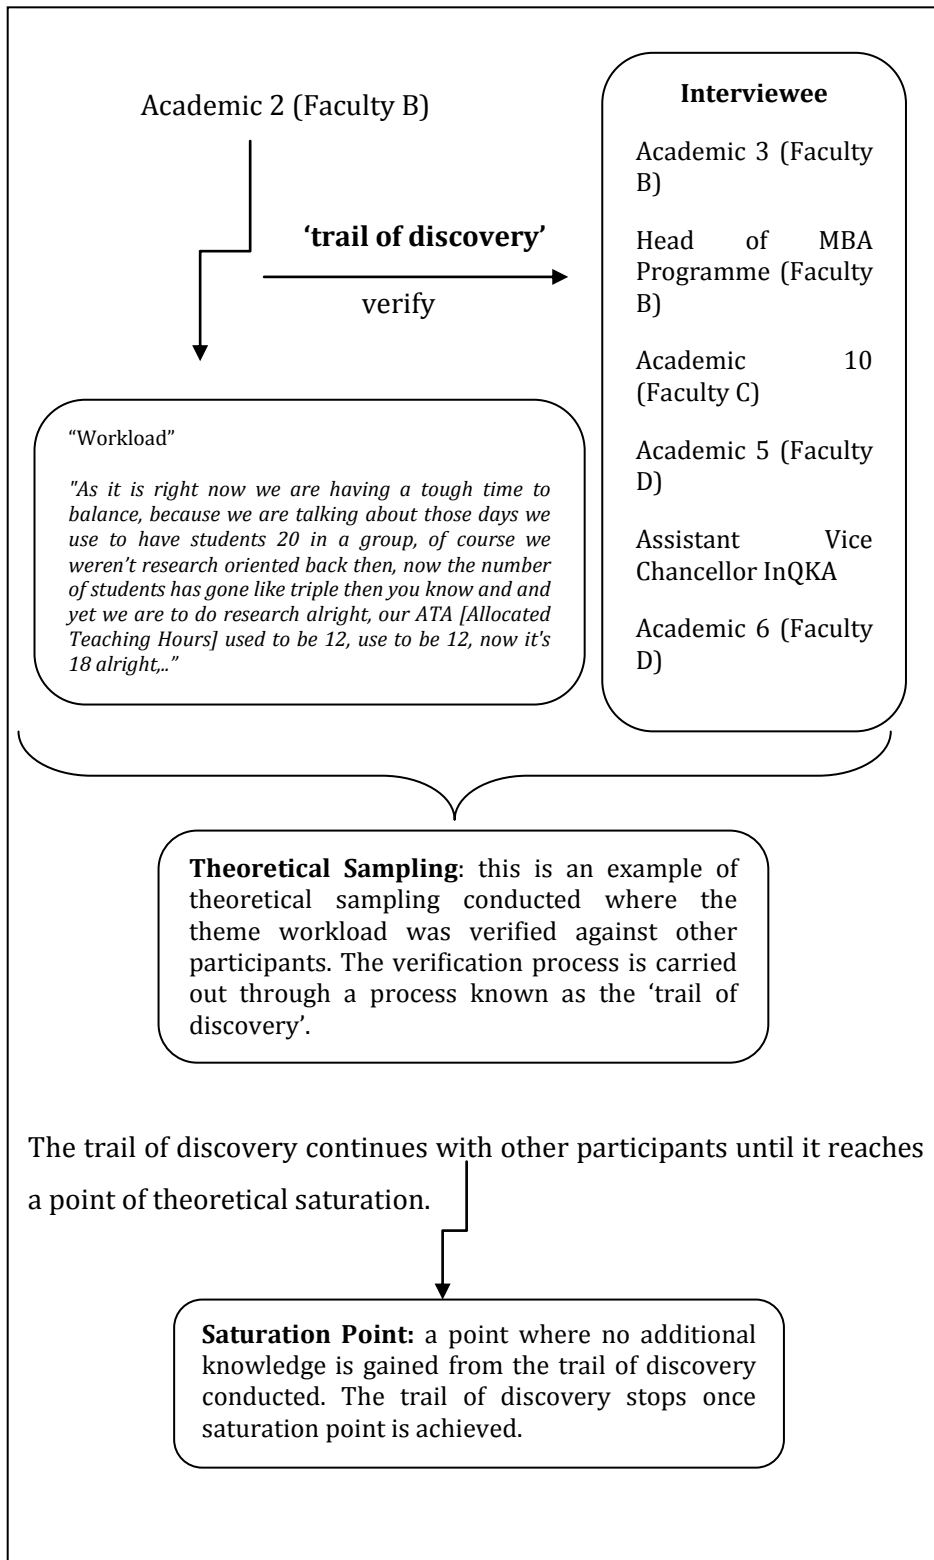 Academic 2 (Faculty B)
‘trail of discovery’
verify
“Workload”
"As it is right now we are having a tough time to
balance, because we are talking about those days we
use to have students 20 in a group, of course we
weren’t research oriented back then, now the number
of students has gone like triple then you know and and
yet we are to do research alright, our ATA [Allocated
Teaching Hours] used to be 12, use to be 12, now it's
18 alright,..”
Interviewee
Academic 3 (Faculty
B)
Head of MBA
Programme (Faculty
B)
Academic 10
(Faculty C)
Academic 5 (Faculty
D)
Assistant Vice
Chancellor InQKA
Academic 6 (Faculty
D)
Theoretical Sampling: this is an example of
theoretical sampling conducted where the
theme workload was verified against other
participants. The verification process is carried
out through a process known as the ‘trail of
discovery’.
The trail of discovery continues with other participants until it reaches
a point of theoretical saturation.
Saturation Point: a point where no additional
knowledge is gained from the trail of discovery
conducted. The trail of discovery stops once
saturation point is achieved.